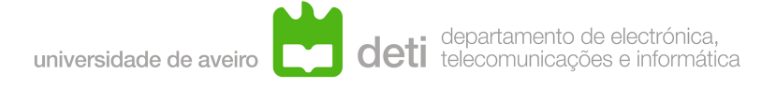 universidade de aveiro
deti
departamento de electrónica,
telecomunicações e informática